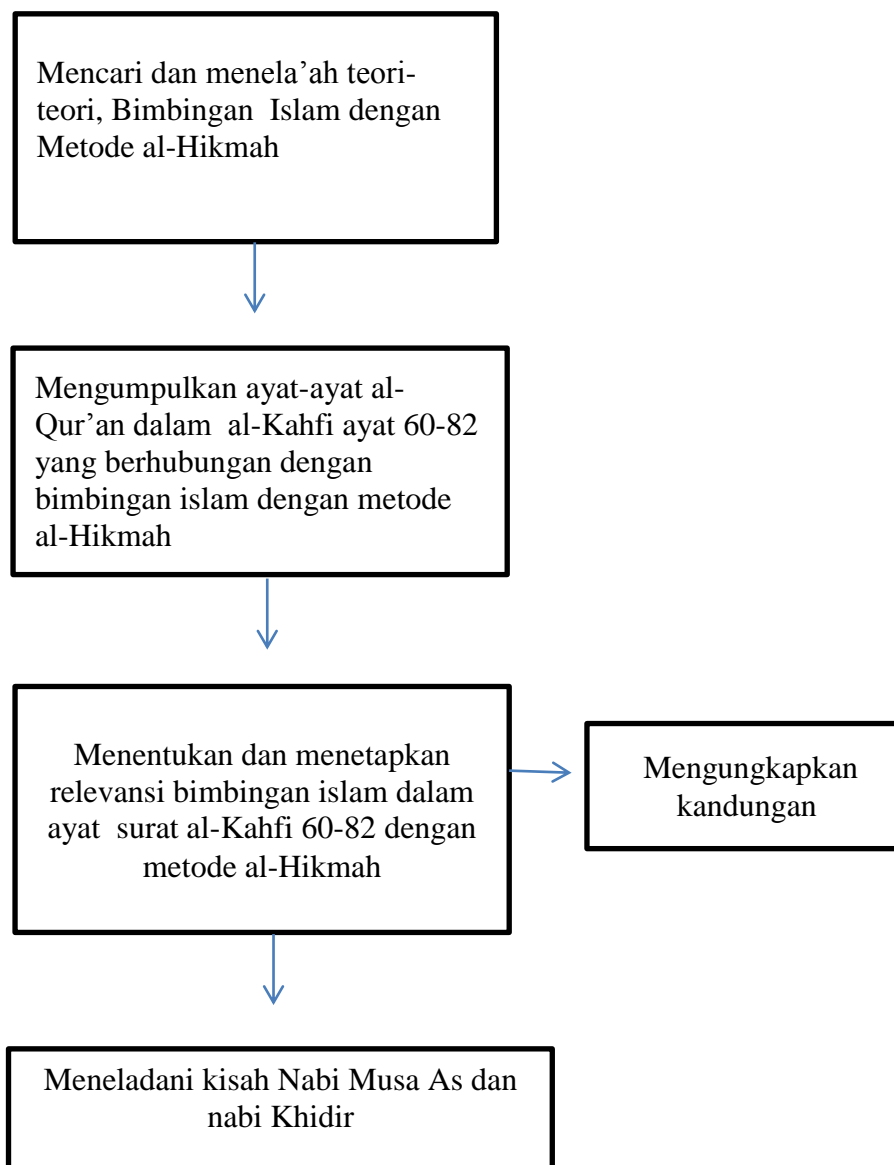 Mencari dan menela’ah teori-
teori, Bimbingan  Islam dengan
Metode al-Hikmah
Mengumpulkan ayat-ayat al-
Qur’an dalam  al-Kahfi ayat 60-82
yang berhubungan dengan
bimbingan islam dengan metode
al-Hikmah
Menentukan dan menetapkan
relevansi bimbingan islam dalam
ayat  surat al-Kahfi 60-82 dengan
metode al-Hikmah
Mengungkapkan
kandungan
Meneladani kisah Nabi Musa As dan
nabi Khidir